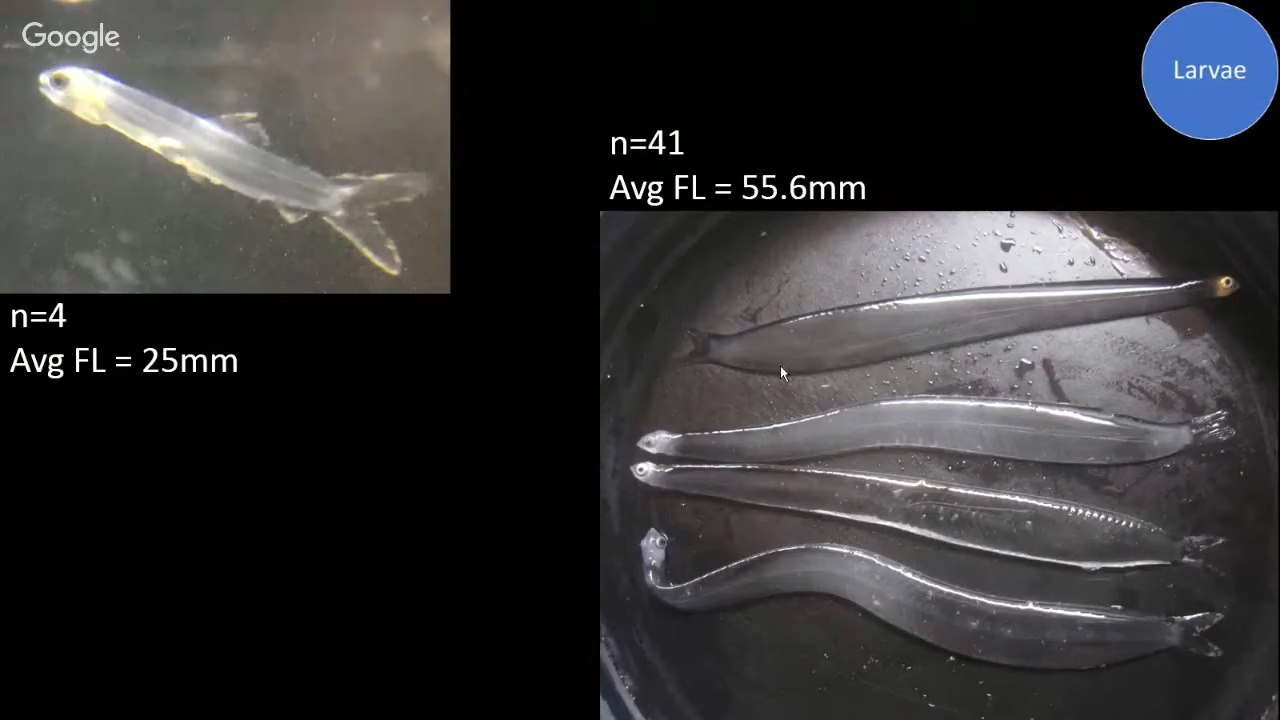 Google
Larvae
n=41
Avg FL = 55.6mm
n=4
Avg FL = 25mm